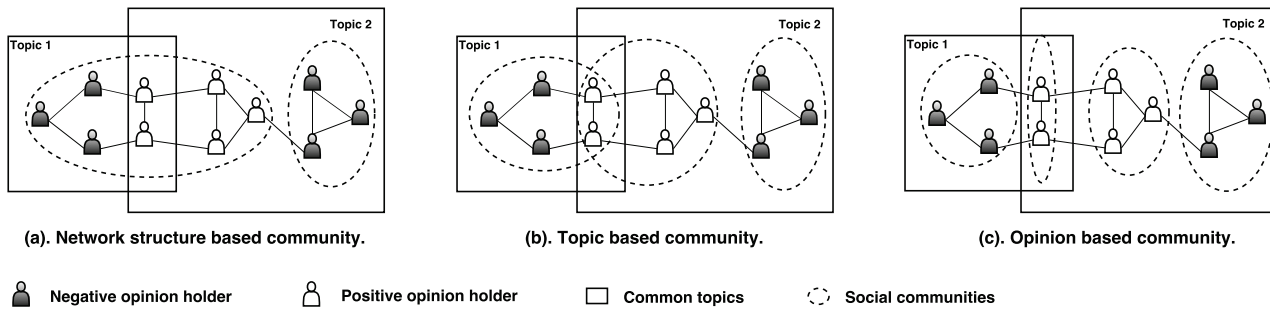 Topic 2
Topic 1
Topic 2
Topic 1
Topic 2
Topic 1
(a). Network structure based community.
(b). Topic based community.
(c). Opinion based community.
Negative opinion holder
Positive opinion holder
Common topics
Social communities